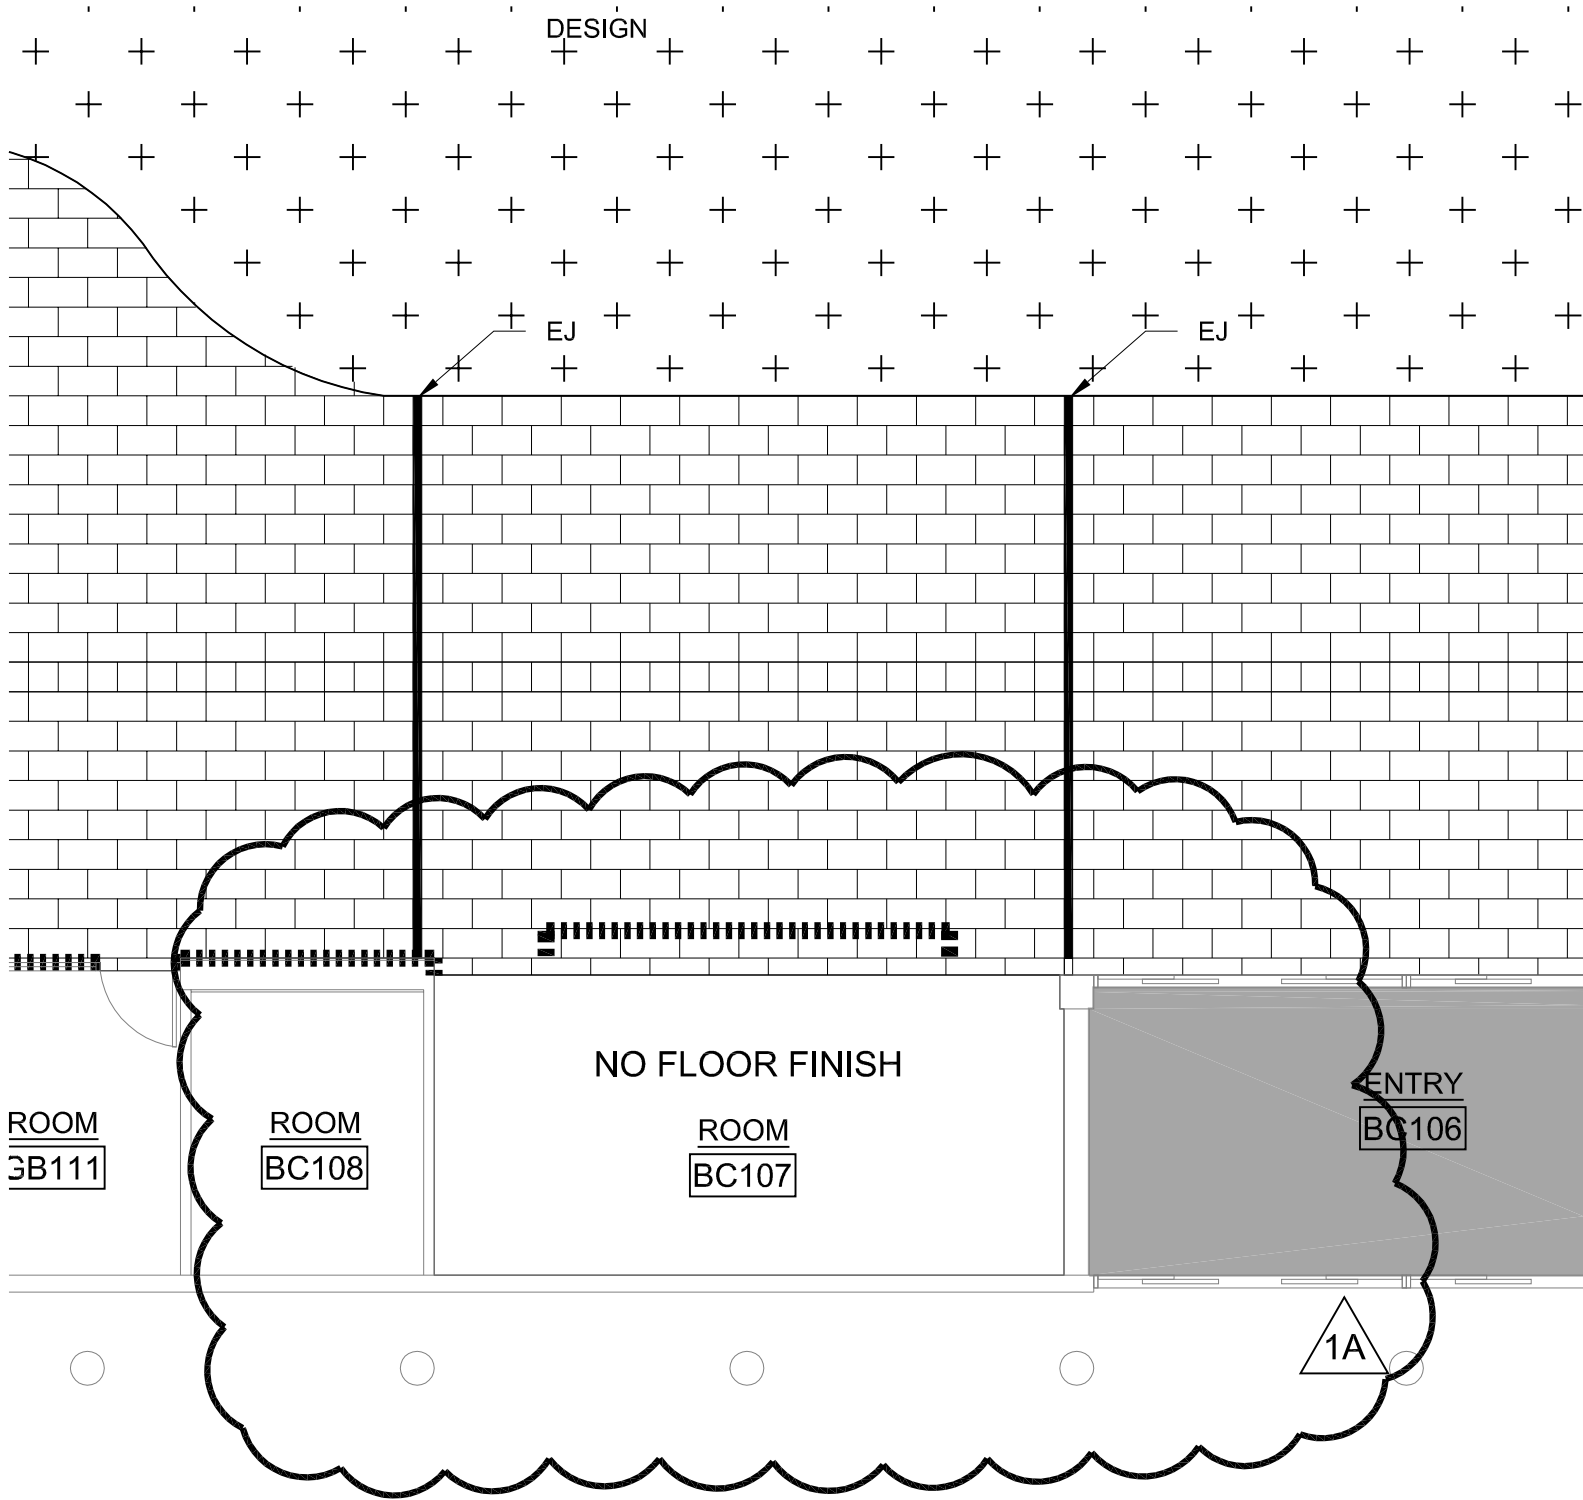 DESIGN
EJ
EJ
NO FLOOR FINISH
ROOM
GB111
ROOM
BC108
ROOM
BC107
ENTRY
BC106
1A